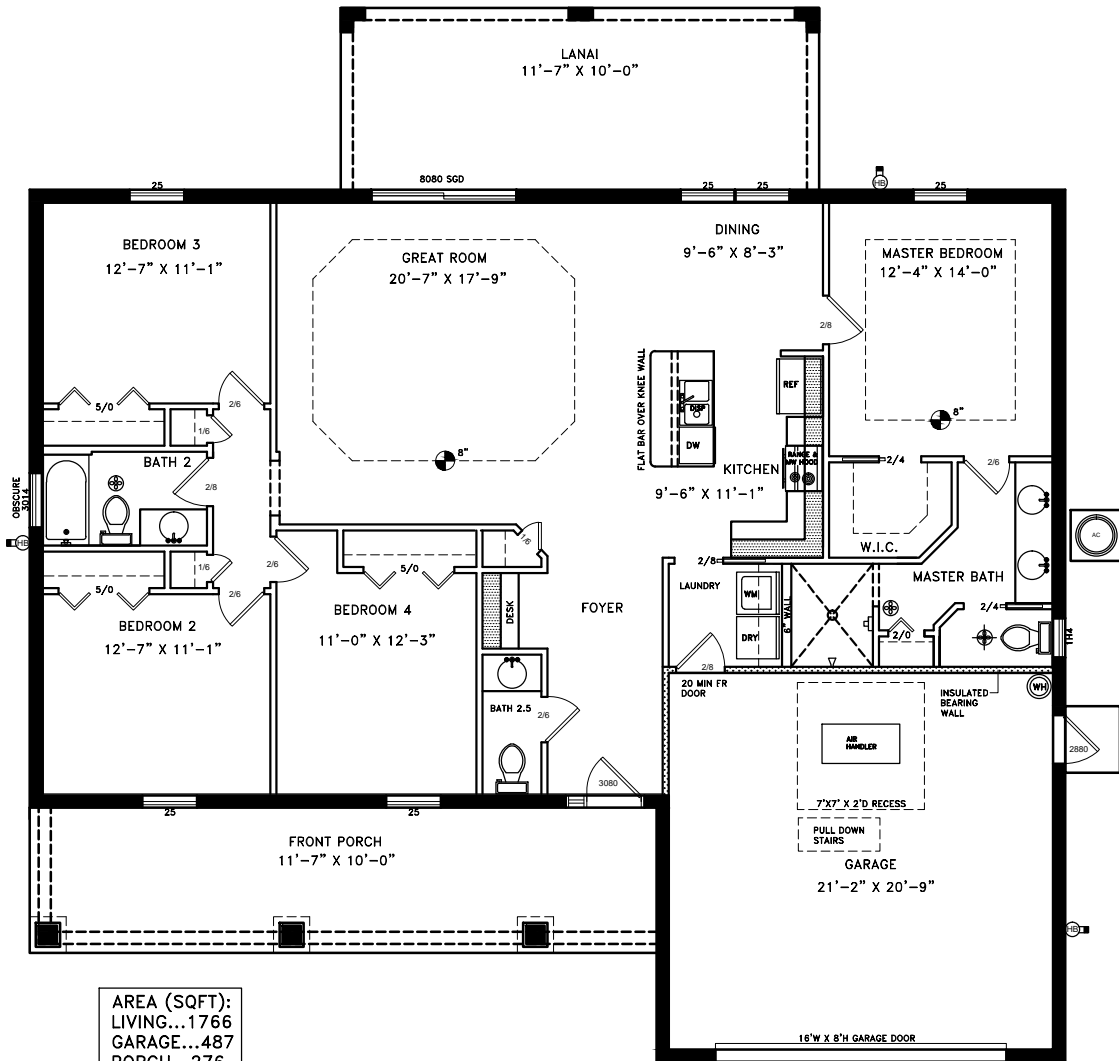 LANAI
11'-7" X 10'-0"
HB
25
8080 SGD
25
25
25
BEDROOM 3
12'-7" X 11'-1"
GREAT ROOM
20'-7" X 17'-9"
DINING
9'-6" X 8'-3"
MASTER BEDROOM
12'-4" X 14'-0"
2/8
FLAT BAR OVER KNEE WALL
REF
DISP
DW
8"
8"
5/0
2/6
1/6
BATH 2
2/8
OBSCURE
3014
HB
KITCHEN
9'-6" X 11'-1"
RANGE &
MW HOOD
2/4
2/6
W.I.C.
AC
1/6
2/6
1/6
5/0
2/6
5/0
2/8
LAUNDRY
WM
DRY
6" WALL
MASTER BATH
2/4
2/0
1H4
BEDROOM 2
12'-7" X 11'-1"
BEDROOM 4
11'-0" X 12'-3"
DESK
FOYER
2/8
20 MIN FR
DOOR
INSULATED
BEARING
WALL
WH
BATH 2.5
2/6
AIR
HANDLER
2880
3080
7'X7' X 2'D RECESS
25
25
PULL DOWN
STAIRS
FRONT PORCH
11'-7" X 10'-0"
GARAGE
21'-2" X 20'-9"
HB
AREA (SQFT):
LIVING...1766
GARAGE...487
PORCH...276
16'W X 8'H GARAGE DOOR